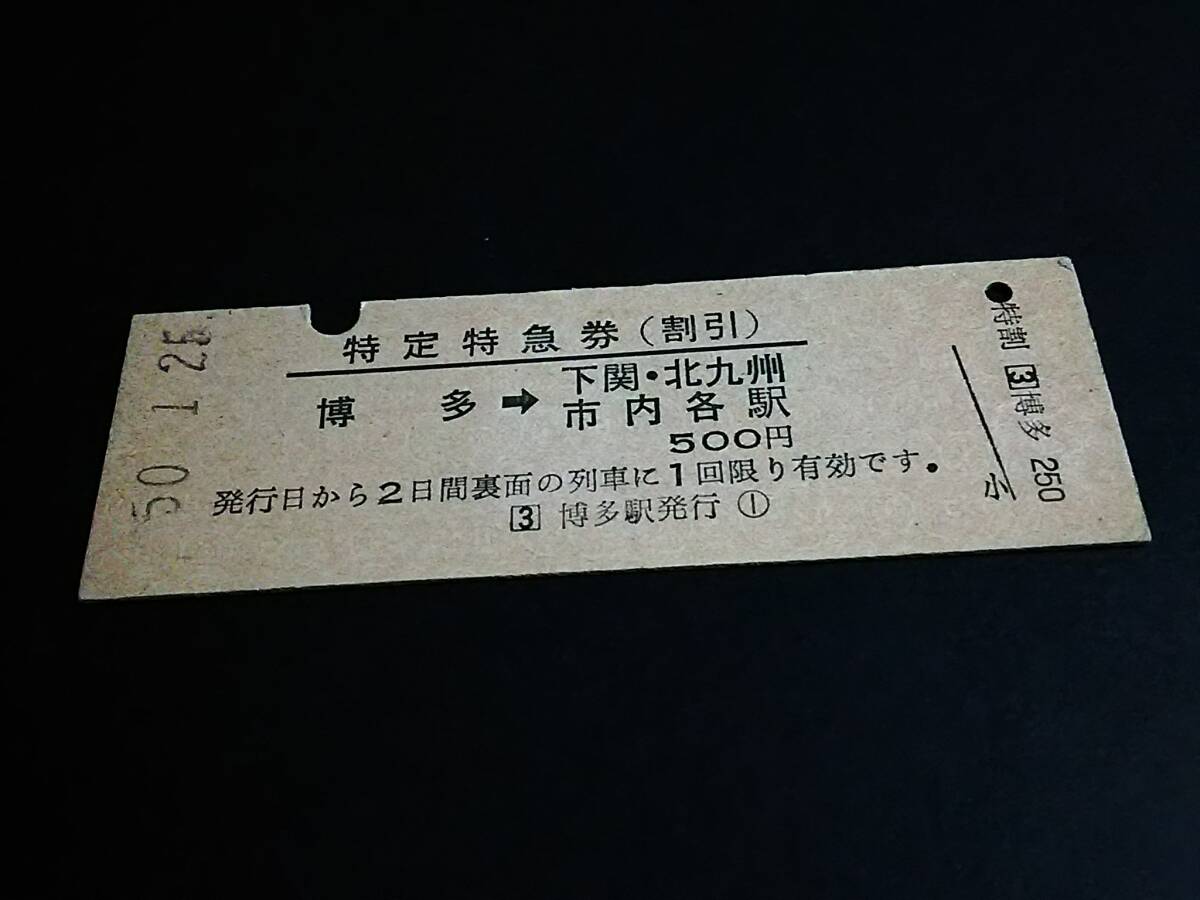 50. 1. 25
特定特急券(割引)
博多➡下関・北九州
市内各駅
500円
発行日から2日間裏面の列車に1回限り有効です。
3 博多駅発行 ①
●特割 3 博多 250
小